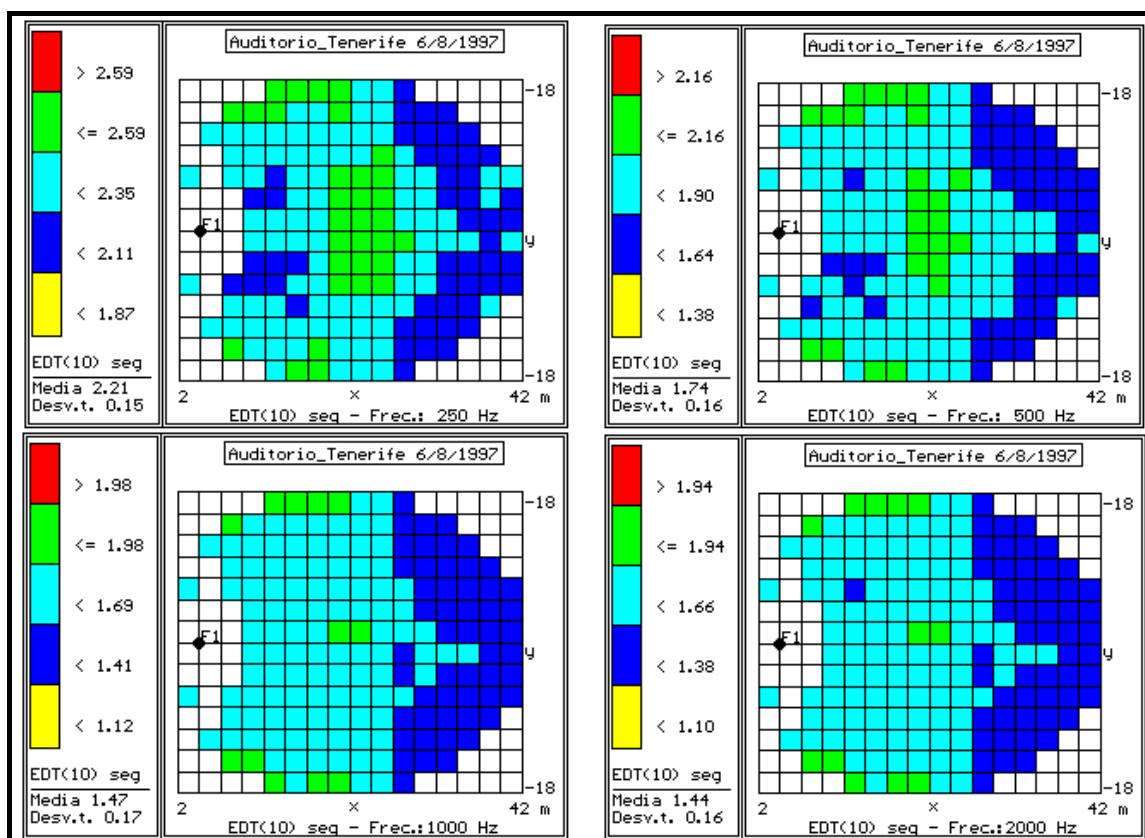 Auditorio_Tenerife 6/8/1997
> 2.59
<= 2.59
< 2.35
< 2.11
< 1.87
EDT(10) seg
Media 2.21
Desv.t. 0.15
F1
-18
y
-18
2
x
42 m
EDT(10) seg - Frec.: 250 Hz
Auditorio_Tenerife 6/8/1997
> 2.16
<= 2.16
< 1.90
< 1.64
< 1.38
EDT(10) seg
Media 1.74
Desv.t. 0.16
F1
-18
y
-18
2
x
42 m
EDT(10) seg - Frec.: 500 Hz
Auditorio_Tenerife 6/8/1997
> 1.98
<= 1.98
< 1.69
< 1.41
< 1.12
EDT(10) seg
Media 1.47
Desv.t. 0.17
F1
-18
y
-18
2
x
42 m
EDT(10) seg - Frec.:1000 Hz
Auditorio_Tenerife 6/8/1997
> 1.94
<= 1.94
< 1.66
< 1.38
< 1.10
EDT(10) seg
Media 1.44
Desv.t. 0.16
F1
-18
y
-18
2
x
42 m
EDT(10) seg - Frec.:2000 Hz